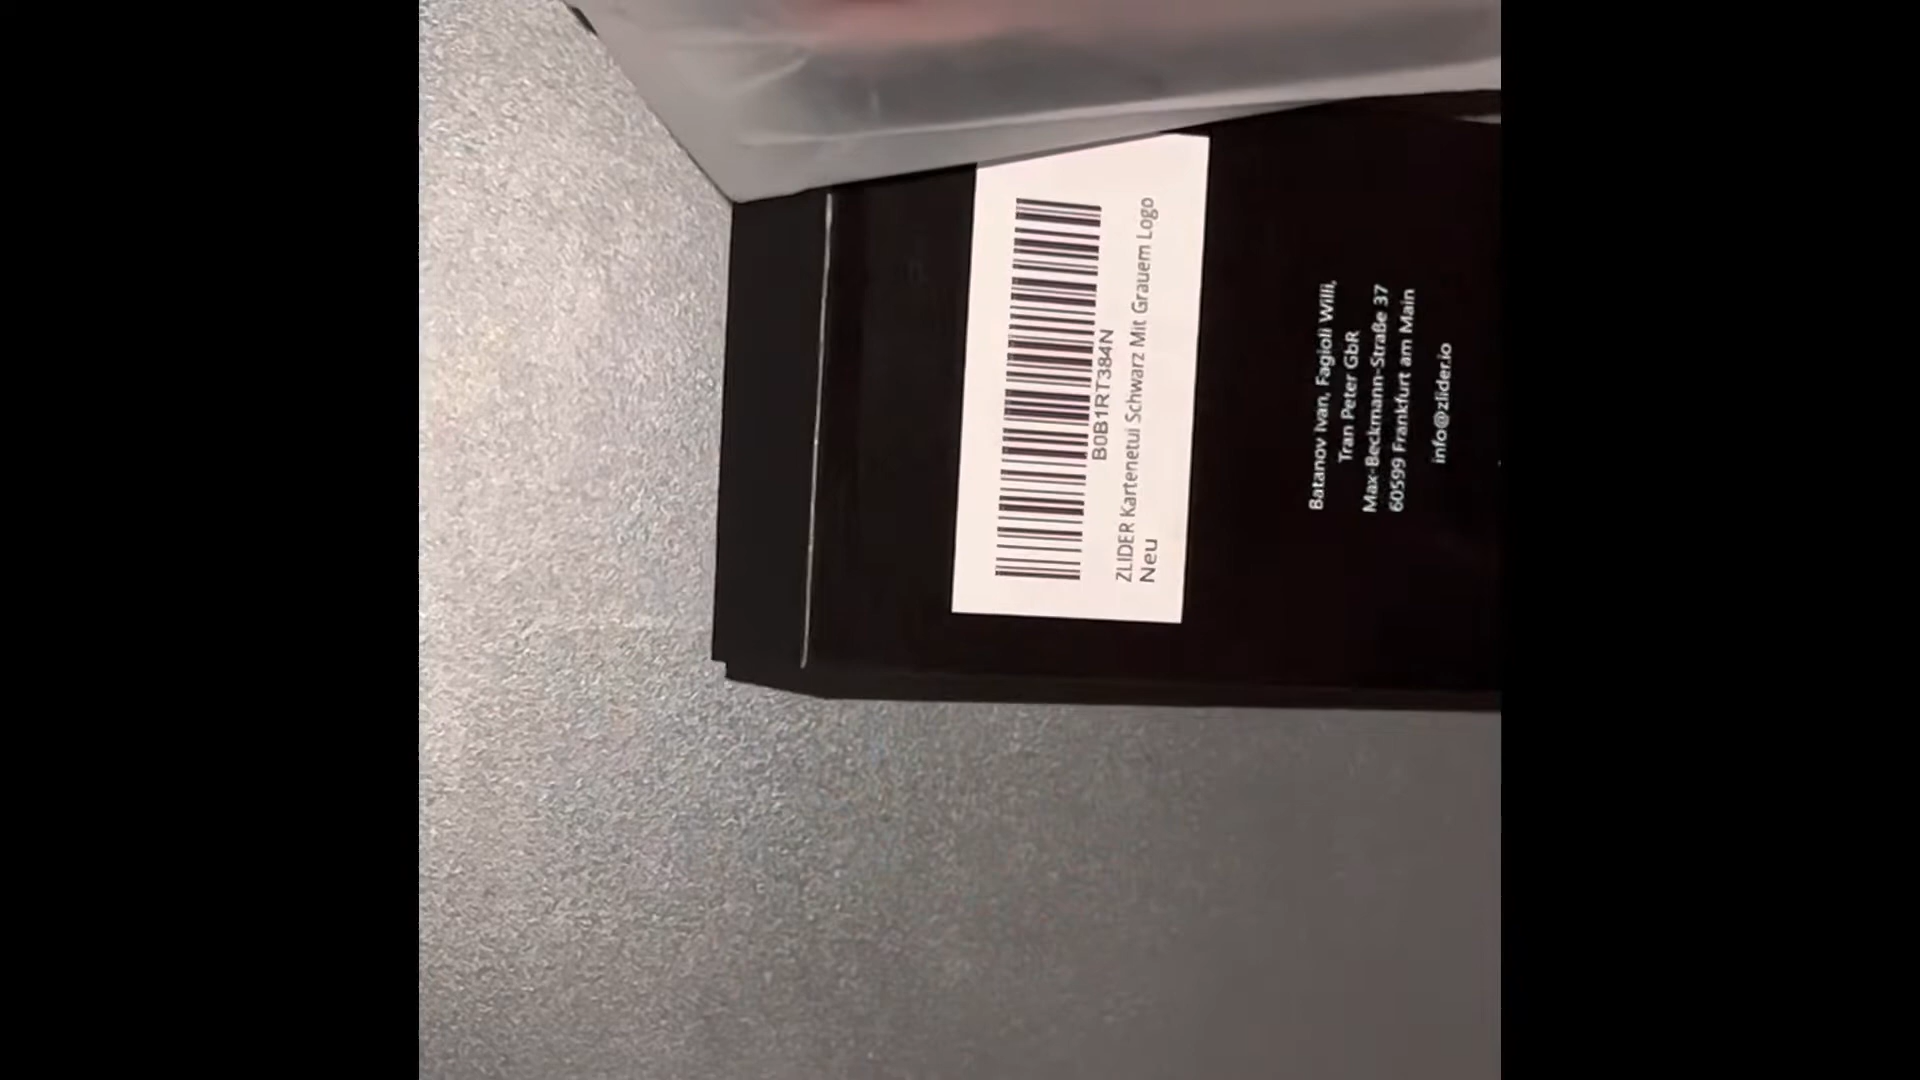 B0B1RT384N
ZLIDER Kartenetui Schwarz Mit Grauem Logo
Neu
Batanov Ivan, Fagioli Willi,
Tran Peter GbR
Max-Beckmann-Straße 37
60599 Frankfurt am Main
info@zlider.io